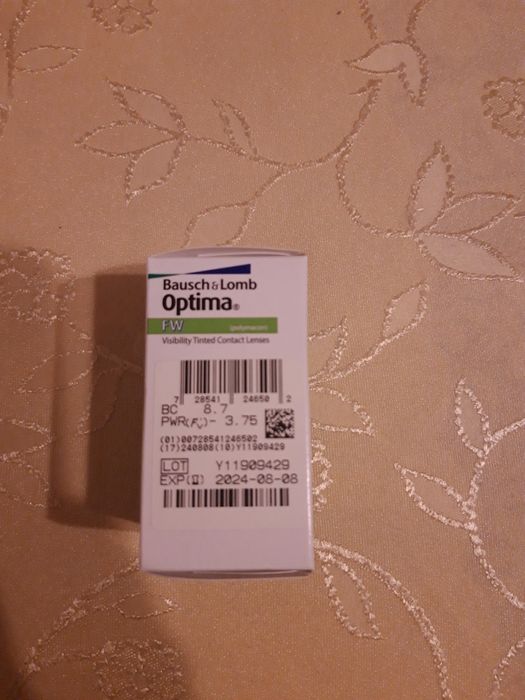 Bausch & Lomb
Optima®
FW (polymacon)
Visibility Tinted Contact Lenses
7 28541 24650 2
BC 8.7
PWR(F'v)- 3.75
(01)00728541246502
(17)240808(10)Y11909429
LOT Y11909429
EXP(⌛) 2024-08-08